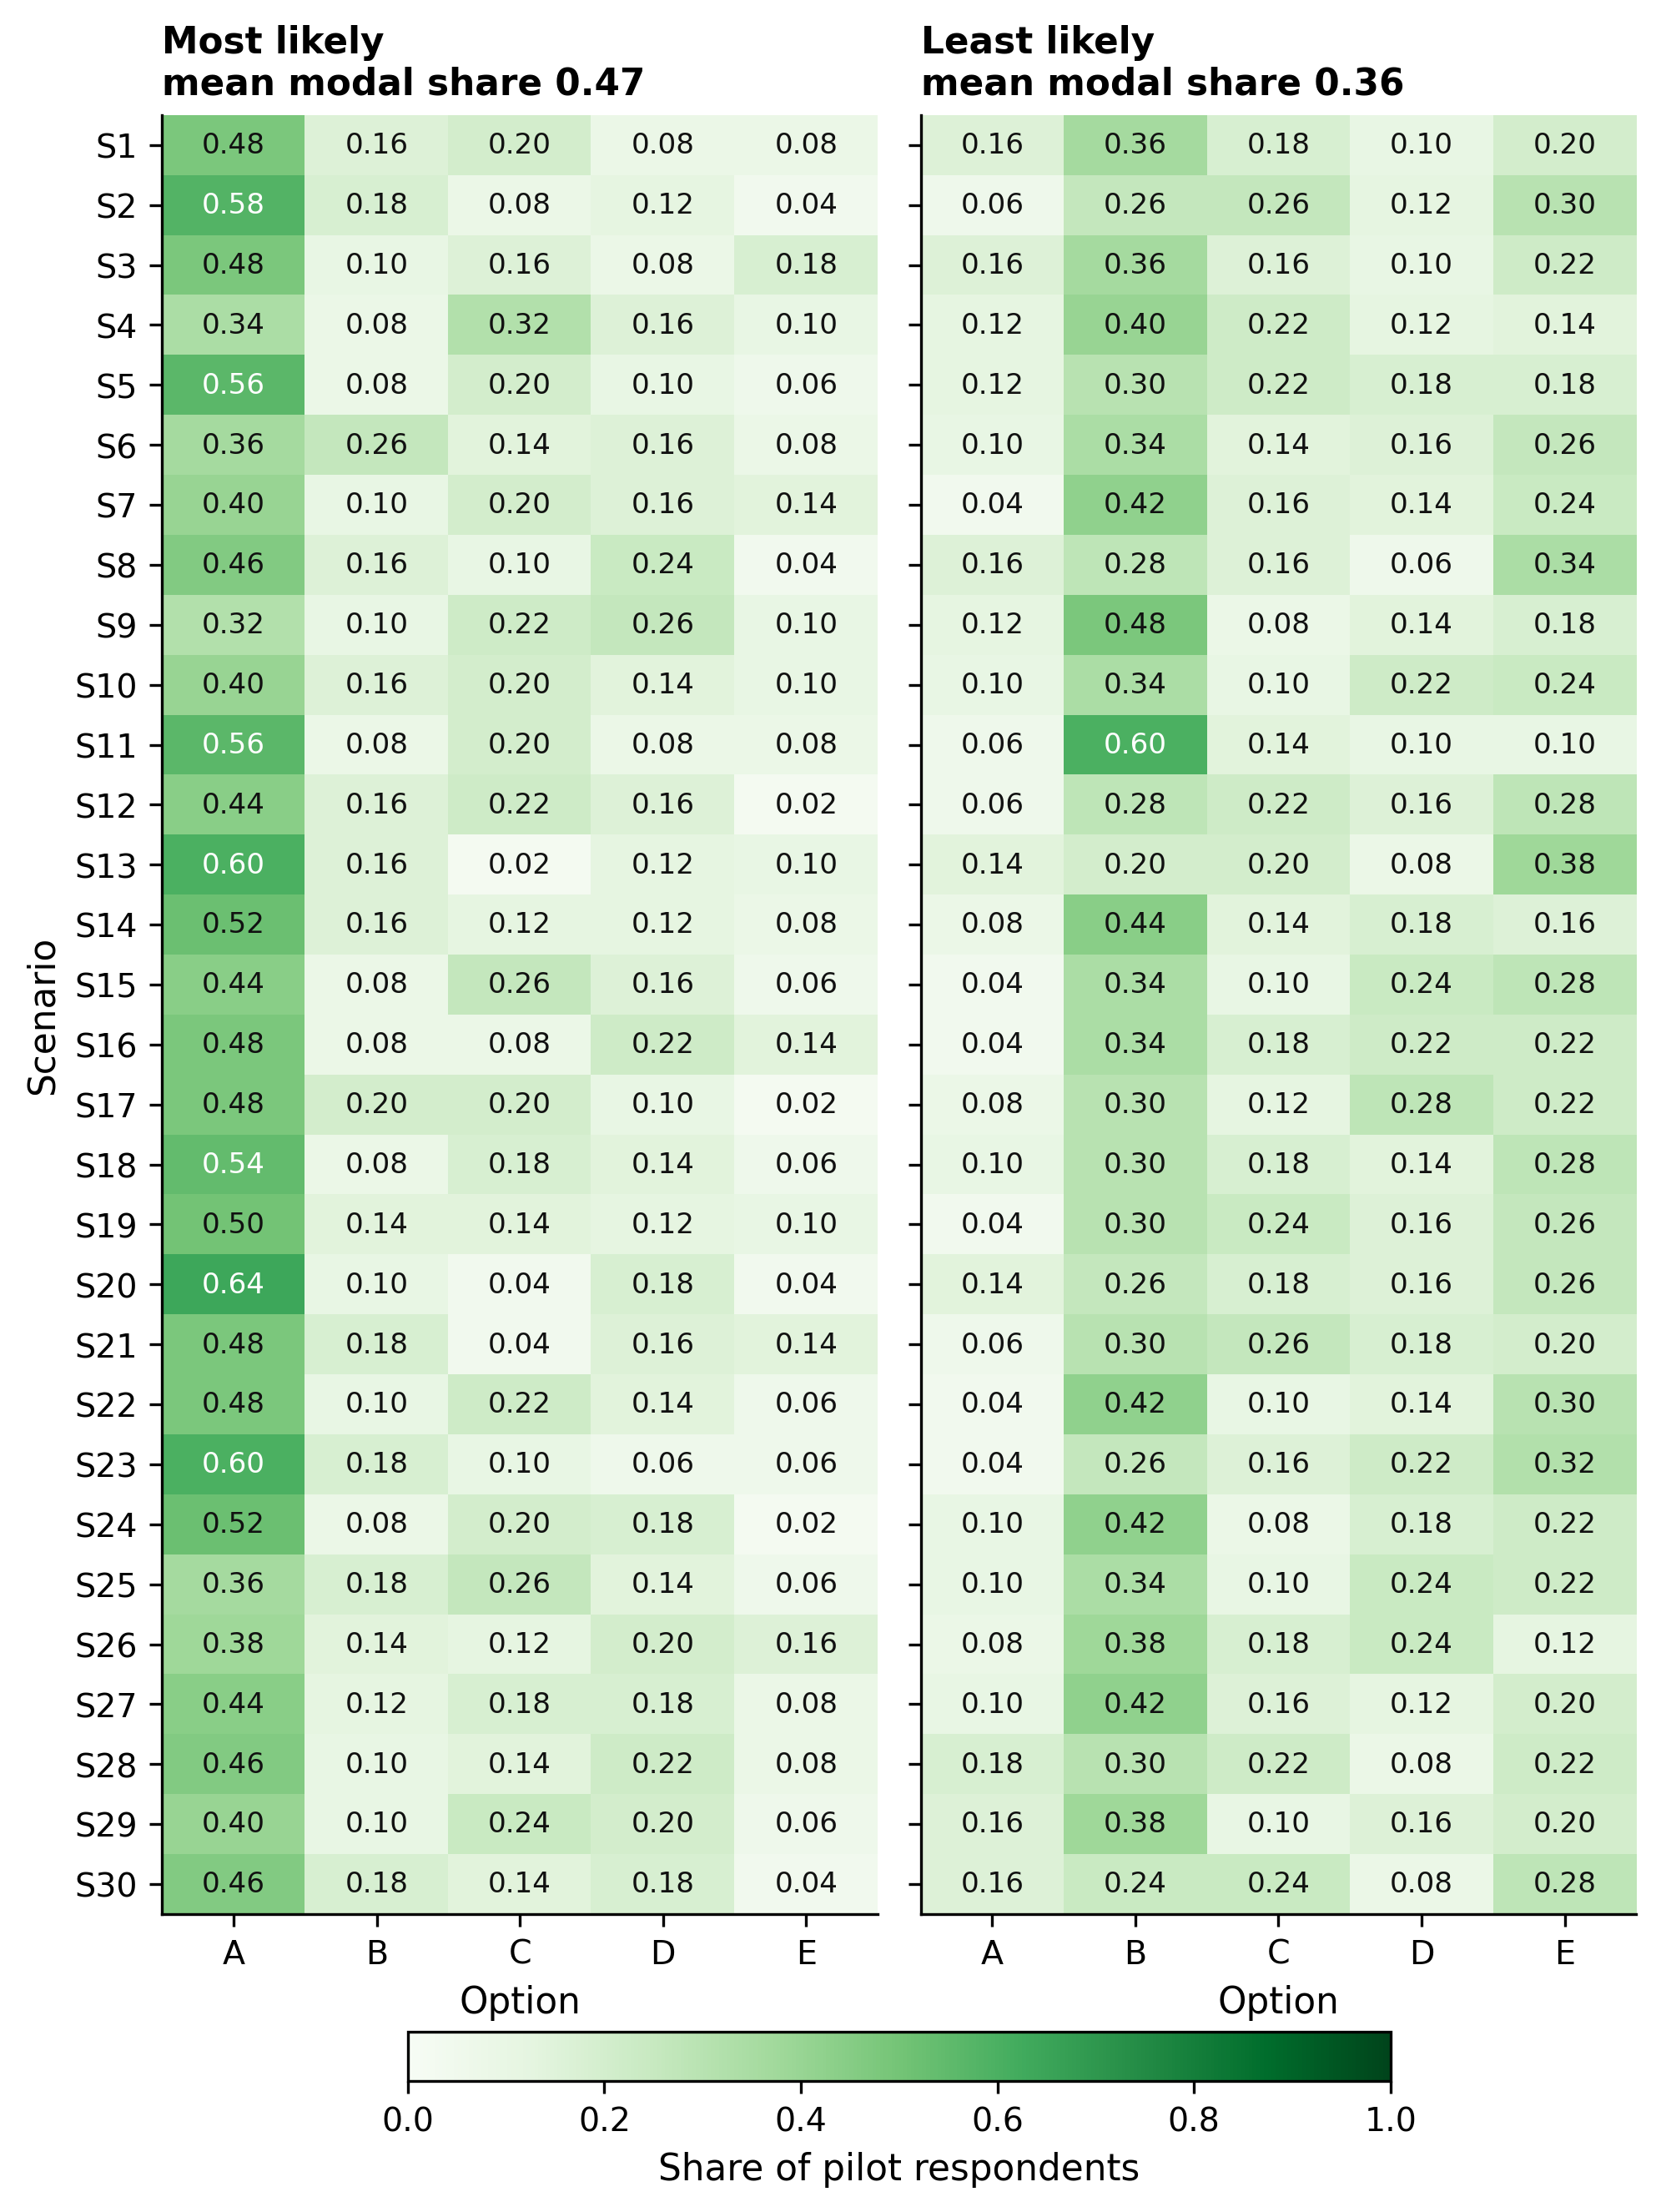 Most likely
mean modal share 0.47
Least likely
mean modal share 0.36
S1 0.48 0.16 0.20 0.08 0.08 0.16 0.36 0.18 0.10 0.20
S2 0.58 0.18 0.08 0.12 0.04 0.06 0.26 0.26 0.12 0.30
S3 0.48 0.10 0.16 0.08 0.18 0.16 0.36 0.16 0.10 0.22
S4 0.34 0.08 0.32 0.16 0.10 0.12 0.40 0.22 0.12 0.14
S5 0.56 0.08 0.20 0.10 0.06 0.12 0.30 0.22 0.18 0.18
S6 0.36 0.26 0.14 0.16 0.08 0.10 0.34 0.14 0.16 0.26
S7 0.40 0.10 0.20 0.16 0.14 0.04 0.42 0.16 0.14 0.24
S8 0.46 0.16 0.10 0.24 0.04 0.16 0.28 0.16 0.06 0.34
S9 0.32 0.10 0.22 0.26 0.10 0.12 0.48 0.08 0.14 0.18
S10 0.40 0.16 0.20 0.14 0.10 0.10 0.34 0.10 0.22 0.24
S11 0.56 0.08 0.20 0.08 0.08 0.06 0.60 0.14 0.10 0.10
S12 0.44 0.16 0.22 0.16 0.02 0.06 0.28 0.22 0.16 0.28
S13 0.60 0.16 0.02 0.12 0.10 0.14 0.20 0.20 0.08 0.38
S14 0.52 0.16 0.12 0.12 0.08 0.08 0.44 0.14 0.18 0.16
S15 0.44 0.08 0.26 0.16 0.06 0.04 0.34 0.10 0.24 0.28
S16 0.48 0.08 0.08 0.22 0.14 0.04 0.34 0.18 0.22 0.22
S17 0.48 0.20 0.20 0.10 0.02 0.08 0.30 0.12 0.28 0.22
S18 0.54 0.08 0.18 0.14 0.06 0.10 0.30 0.18 0.14 0.28
S19 0.50 0.14 0.14 0.12 0.10 0.04 0.30 0.24 0.16 0.26
S20 0.64 0.10 0.04 0.18 0.04 0.14 0.26 0.18 0.16 0.26
S21 0.48 0.18 0.04 0.16 0.14 0.06 0.30 0.26 0.18 0.20
S22 0.48 0.10 0.22 0.14 0.06 0.04 0.42 0.10 0.14 0.30
S23 0.60 0.18 0.10 0.06 0.06 0.04 0.26 0.16 0.22 0.32
S24 0.52 0.08 0.20 0.18 0.02 0.10 0.42 0.08 0.18 0.22
S25 0.36 0.18 0.26 0.14 0.06 0.10 0.34 0.10 0.24 0.22
S26 0.38 0.14 0.12 0.20 0.16 0.08 0.38 0.18 0.24 0.12
S27 0.44 0.12 0.18 0.18 0.08 0.10 0.42 0.16 0.12 0.20
S28 0.46 0.10 0.14 0.22 0.08 0.18 0.30 0.22 0.08 0.22
S29 0.40 0.10 0.24 0.20 0.06 0.16 0.38 0.10 0.16 0.20
S30 0.46 0.18 0.14 0.18 0.04 0.16 0.24 0.24 0.08 0.28
Scenario
A B C D E A B C D E
Option Option
0.0 0.2 0.4 0.6 0.8 1.0
Share of pilot respondents